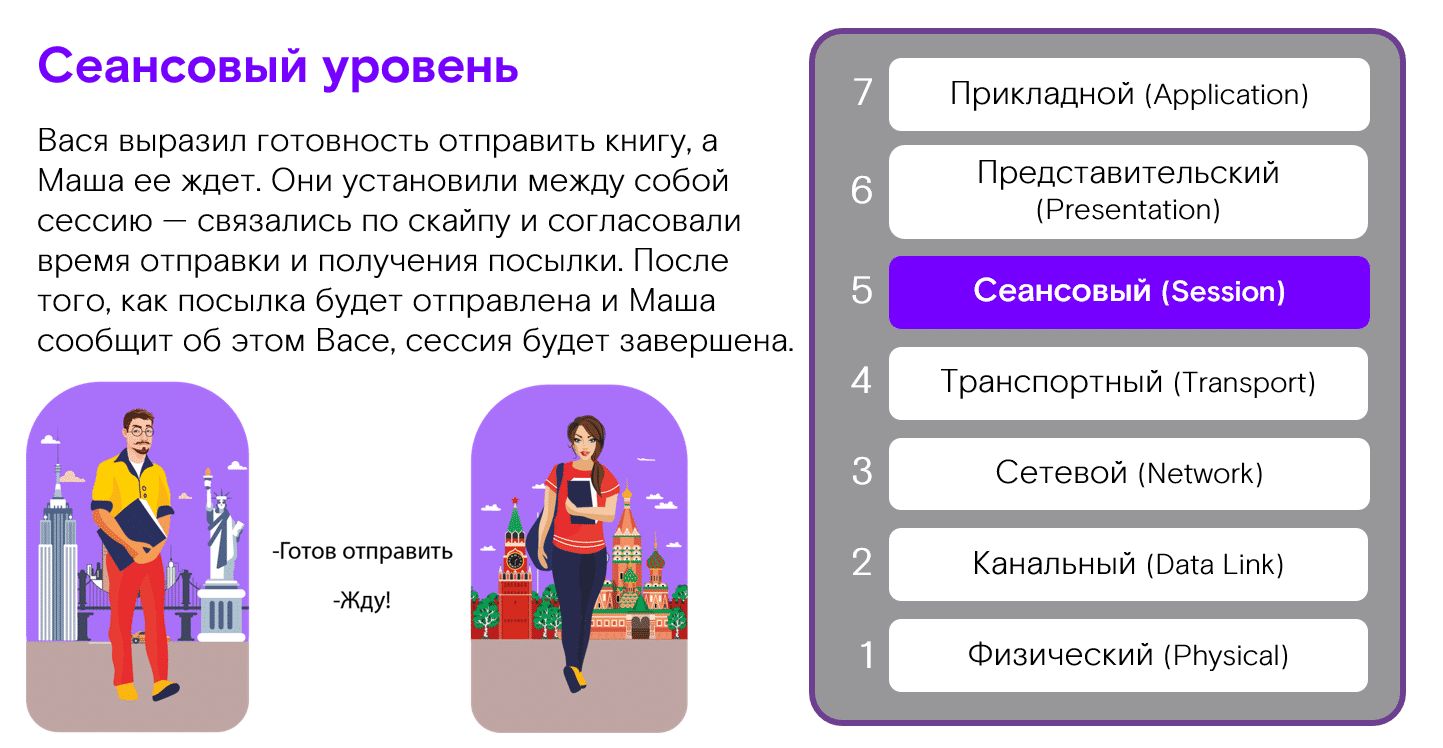 Сеансовый уровень
Вася выразил готовность отправить книгу, а
Маша ее ждет. Они установили между собой
сессию — связались по скайпу и согласовали
время отправки и получения посылки. После
того, как посылка будет отправлена и Маша
сообщит об этом Васе, сессия будет завершена.
-Готов отправить
-Жду!
7 Прикладной (Application)
6 Представительский
(Presentation)
5 Сеансовый (Session)
4 Транспортный (Transport)
3 Сетевой (Network)
2 Канальный (Data Link)
1 Физический (Physical)